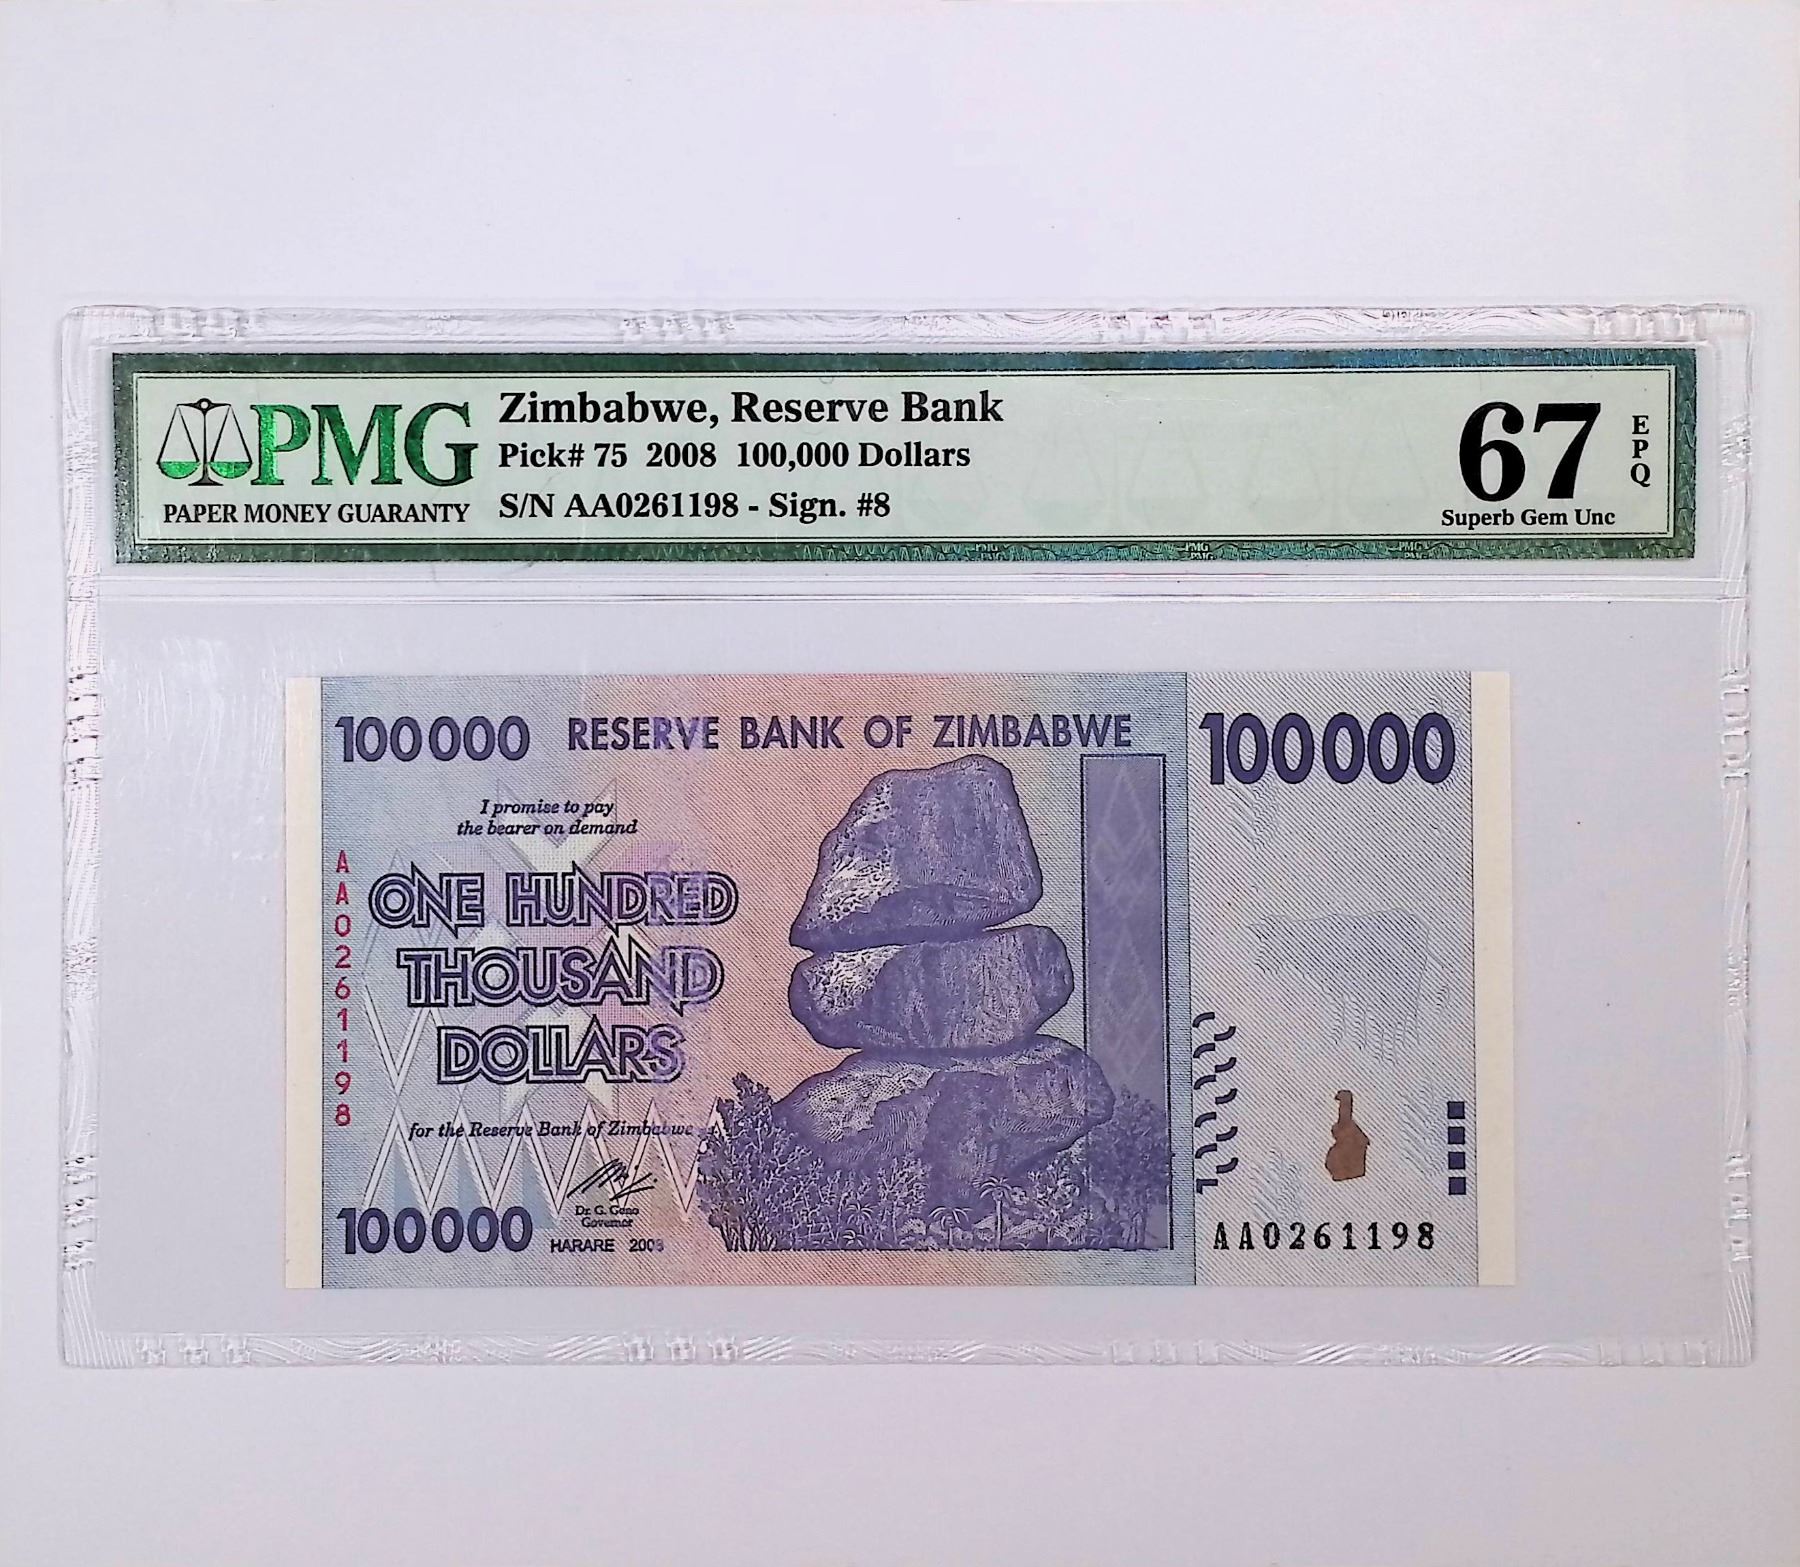 PMG
PAPER MONEY GUARANTY
Zimbabwe, Reserve Bank
Pick# 75 2008 100,000 Dollars
S/N AA0261198 - Sign. #8
67
EPQ
Superb Gem Unc
100000
RESERVE BANK OF ZIMBABWE
100000
I promise to pay
the bearer on demand
AA0261198
ONE HUNDRED
THOUSAND
DOLLARS
for the Reserve Bank of Zimbabwe
Dr. G. Gono
Governor
100000
HARARE 2008
AA0261198